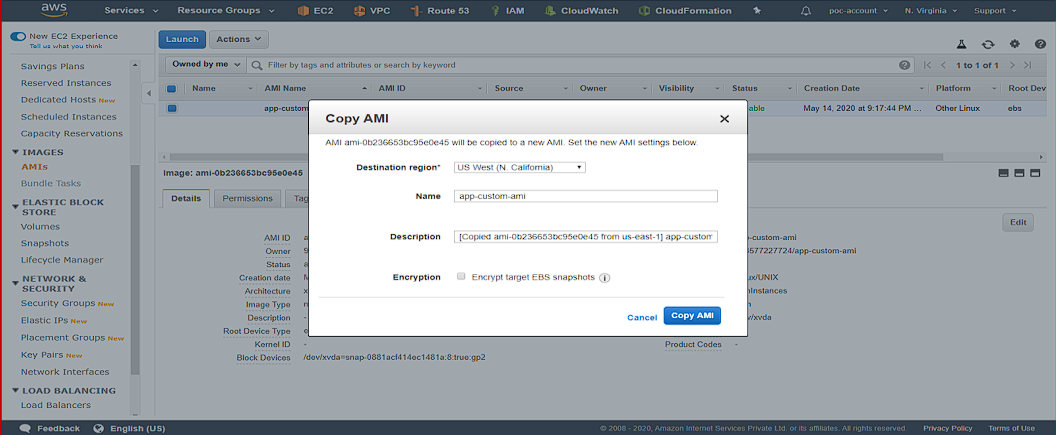 aws Services Resource Groups EC2 VPC Route 53 IAM CloudWatch CloudFormation poc-account N. Virginia Support
New EC2 Experience
Tell us what you think
Savings Plans
Reserved Instances
Dedicated Hosts New
Scheduled Instances
Capacity Reservations
IMAGES
AMIs
Bundle Tasks
ELASTIC BLOCK
STORE
Volumes
Snapshots
Lifecycle Manager
NETWORK &
SECURITY
Security Groups New
Elastic IPs New
Placement Groups New
Key Pairs New
Network Interfaces
LOAD BALANCING
Load Balancers
Launch Actions
Owned by me Filter by tags and attributes or search by keyword 1 to 1 of 1
Name AMI Name AMI ID Source Owner Visibility Status Creation Date Platform Root Dev
app-custom able May 14, 2020 at 9:17:44 PM ... Other Linux ebs
Copy AMI
AMI ami-0b236653bc95e0e45 will be copied to a new AMI. Set the new AMI settings below.
Destination region* US West (N. California)
Name app-custom-ami
Description [Copied ami-0b236653bc95e0e45 from us-east-1] app-custom
Encryption Encrypt target EBS snapshots
Cancel Copy AMI
Image: ami-0b236653bc95e0e45
Details Permissions Tag
Edit
AMI ID a -custom-ami
Owner 9 577227724/app-custom-ami
Status a
Creation date M ux/UNIX
Architecture x nInstances
Image Type m
Description - v/xvda
Root Device Type e
Kernel ID - Product Codes -
Block Devices /dev/xvda=snap-0881acf414ec1481a:8:true:gp2
Feedback English (US) © 2008 - 2020, Amazon Internet Services Private Ltd. or its affiliates. All rights reserved. Privacy Policy Terms of Use